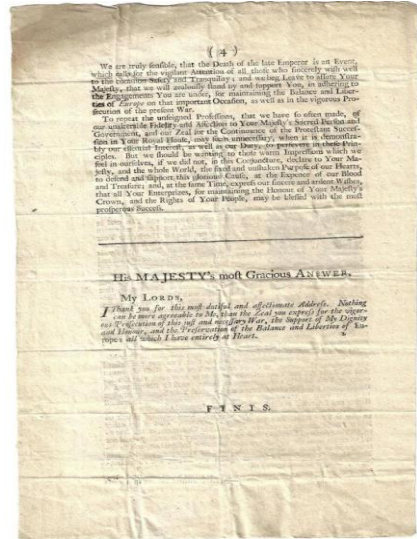 ( 4 )
We are truly sensible, that the Death of the late Emperor is an Event,
which calls for the vigilant Attention of all those who sincerely wish well
to the common Safety and Tranquility; and we beg Leave to assure Your
Majesty, that we will zealously stand by and support You, in adhering to
the Engagements You are under, for maintaining the Balance and Liber-
ties of Europe on that important Occasion, as well as in the vigorous Pro-
secution of the present War.
To repeat the unfeigned Professions, that we have so often made, of
our unalterable Fidelity and Affection to Your Majesty's Sacred Person and
Government, and our Zeal for the Continuance of the Protestant Succes-
sion in Your Royal House, may seem unnecessary, when it is demonstra-
bly our essential Interest, as well as our Duty, to persevere in these Prin-
ciples. But we should be wanting to those warm Impressions which we
feel in ourselves, if we did not, in this Conjuncture, declare to Your Ma-
jesty, and the whole World, the fixed and unshaken Purpose of our Hearts,
to defend and support this glorious Cause, at the Expence of our Blood
and Treasure; and, at the same Time, express our sincere and ardent Wishes,
that all Your Enterprizes, for maintaining the Honour of Your Majesty's
Crown, and the Rights of Your People, may be blessed with the most
prosperous Success.
His MAJESTY's most Gracious ANSWER.
My LORDS,
I Thank you for this most dutiful and affectionate Address. Nothing
can be more agreeable to Me, than the Zeal you express for the vigor-
ous Prosecution of this just and necessary War, the Support of My Dignity
and Honour, and the Preservation of the Balance and Liberties of Eu-
rope; all which I have entirely at Heart.
FINIS.